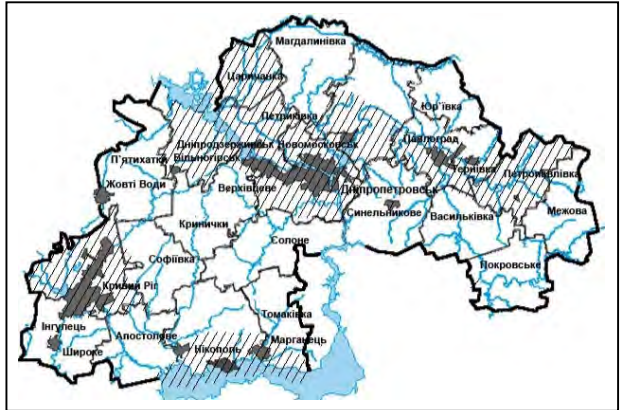 Магдалинівка
Царичанка
Юр`ївка
Петриківка
Дніпродзержинськ
Новомосковськ
Павлоград
П`ятихатки
Вільногірськ
Тернівка
Петропавлівка
Жовті Води
Верхівцеве
Дніпропетровськ
Синельникове
Васильківка
Межова
Кринички
Солоне
Софіївка
Покровське
Кривий Ріг
Томаківка
Інгулець
Апостолове
Марганець
Широке
Нікополь